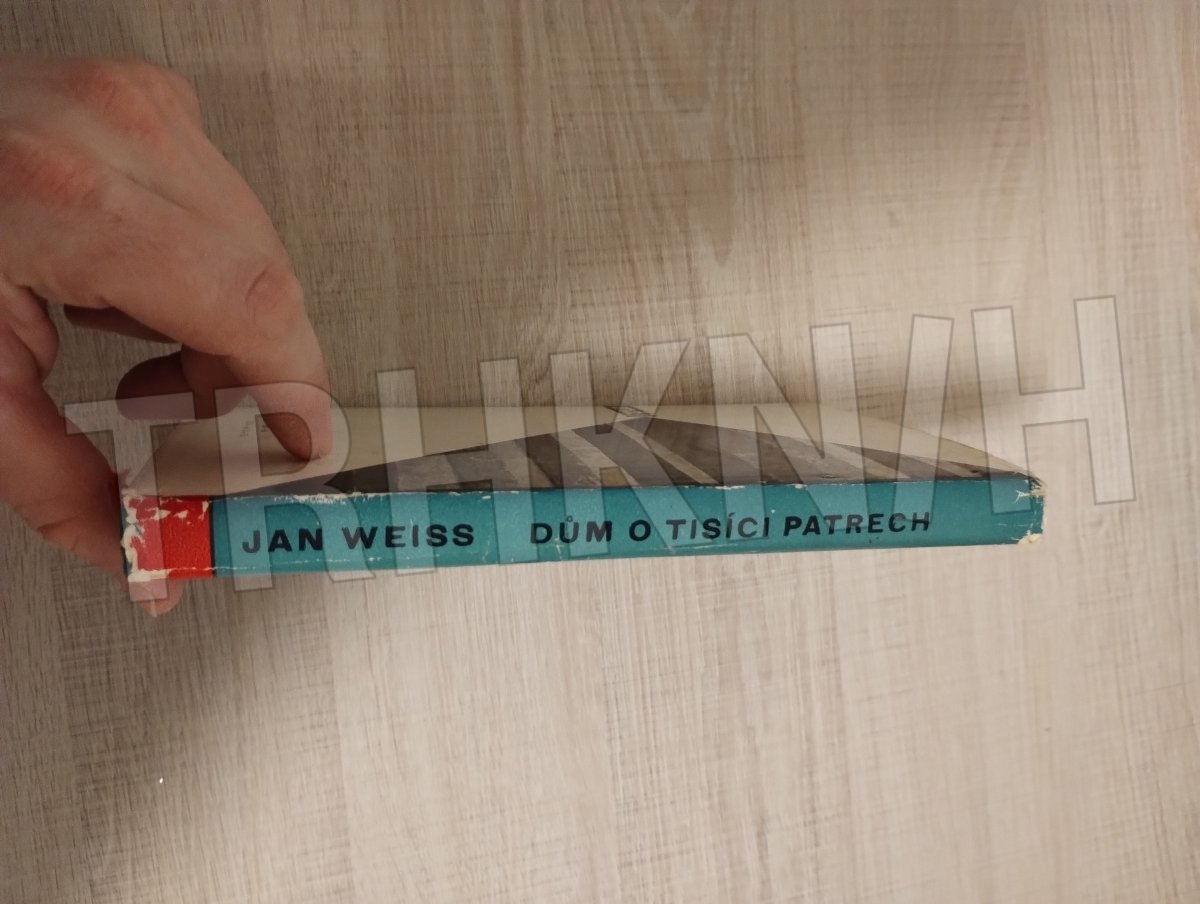 JAN WEISS DŮM O TISÍCI PATRECH
TRHKNIH